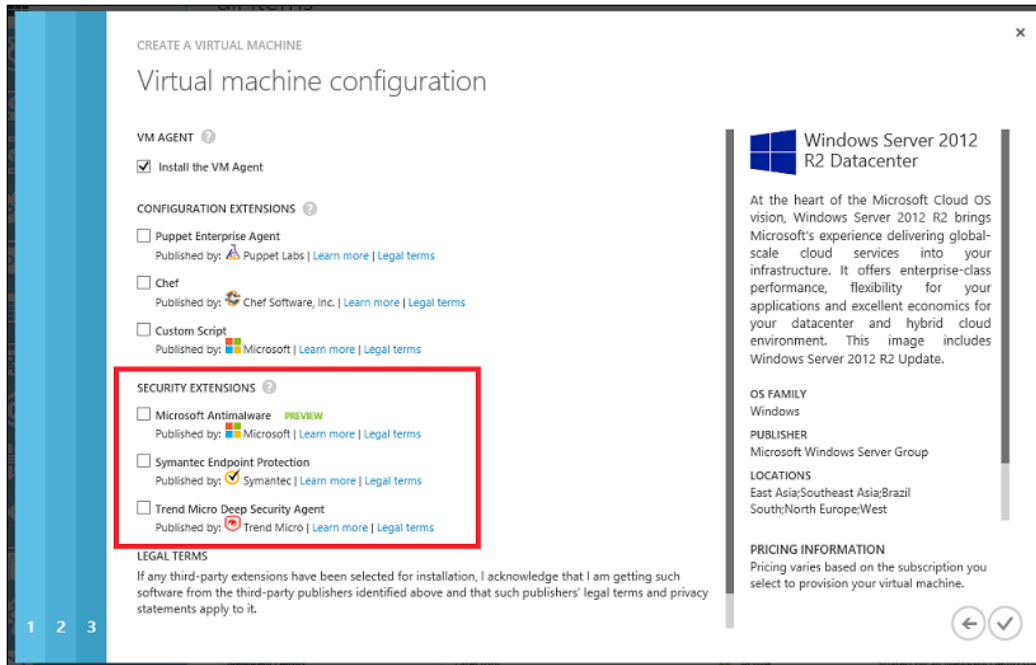 all items
CREATE A VIRTUAL MACHINE
Virtual machine configuration
VM AGENT ?
Install the VM Agent
CONFIGURATION EXTENSIONS ?
Puppet Enterprise Agent
Published by: Puppet Labs | Learn more | Legal terms
Chef
Published by: Chef Software, Inc. | Learn more | Legal terms
Custom Script
Published by: Microsoft | Learn more | Legal terms
SECURITY EXTENSIONS ?
Microsoft Antimalware PREVIEW
Published by: Microsoft | Learn more | Legal terms
Symantec Endpoint Protection
Published by: Symantec | Learn more | Legal terms
Trend Micro Deep Security Agent
Published by: Trend Micro | Learn more | Legal terms
LEGAL TERMS
If any third-party extensions have been selected for installation, I acknowledge that I am getting such
software from the third-party publishers identified above and that such publishers' legal terms and privacy
statements apply to it.
1 2 3
Windows Server 2012
R2 Datacenter
At the heart of the Microsoft Cloud OS
vision, Windows Server 2012 R2 brings
Microsoft's experience delivering global-
scale cloud services into your
infrastructure. It offers enterprise-class
performance, flexibility for your
applications and excellent economics for
your datacenter and hybrid cloud
environment. This image includes
Windows Server 2012 R2 Update.
OS FAMILY
Windows
PUBLISHER
Microsoft Windows Server Group
LOCATIONS
East Asia;Southeast Asia;Brazil
South;North Europe;West
PRICING INFORMATION
Pricing varies based on the subscription you
select to provision your virtual machine.